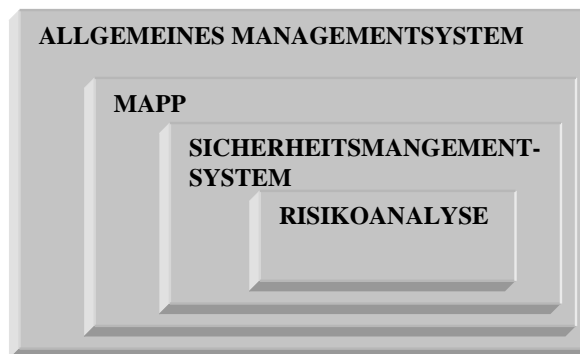 ALLGEMEINES MANAGEMENTSYSTEM
MAPP
SICHERHEITSMANGEMENT-
SYSTEM
RISIKOANALYSE